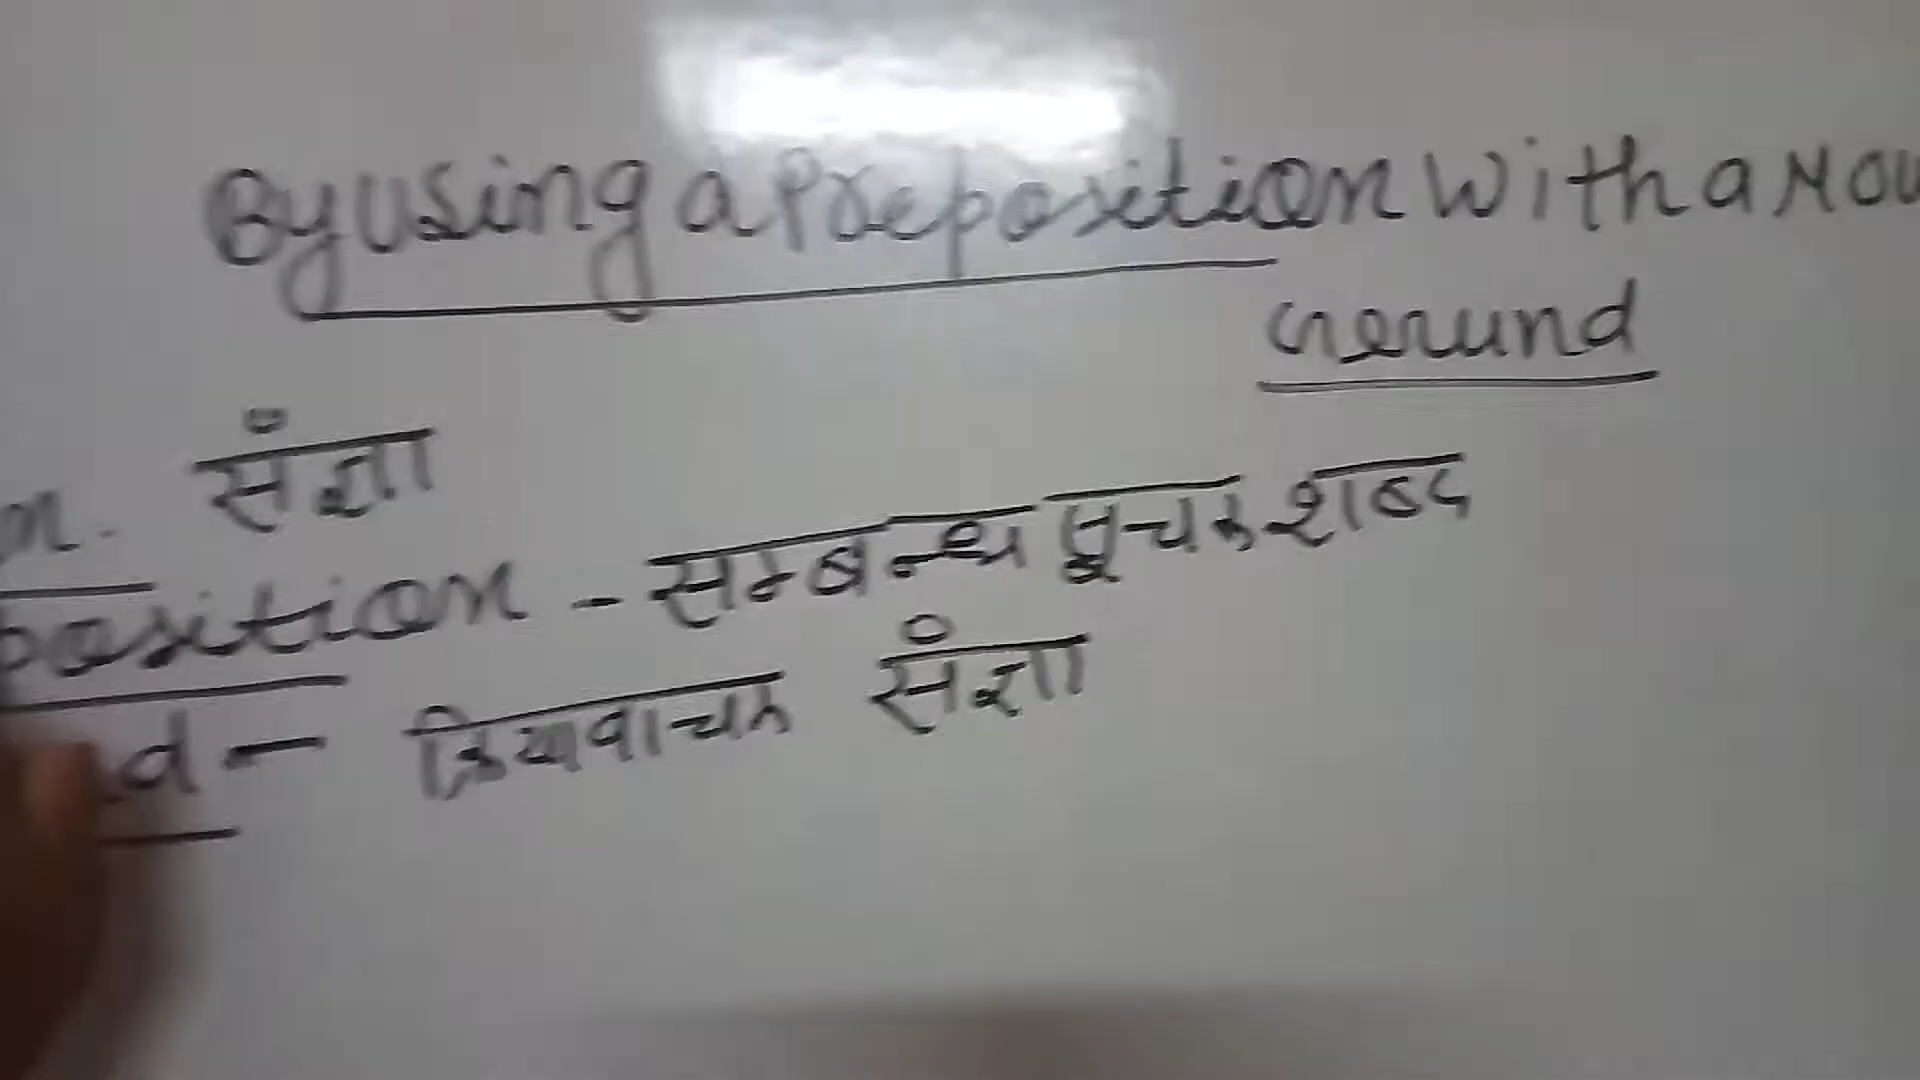 By using a Preposition with a Nou
Gerund
n. संज्ञा
position - सम्बन्ध सूचक शब्द
d - क्रियावाचक संज्ञा